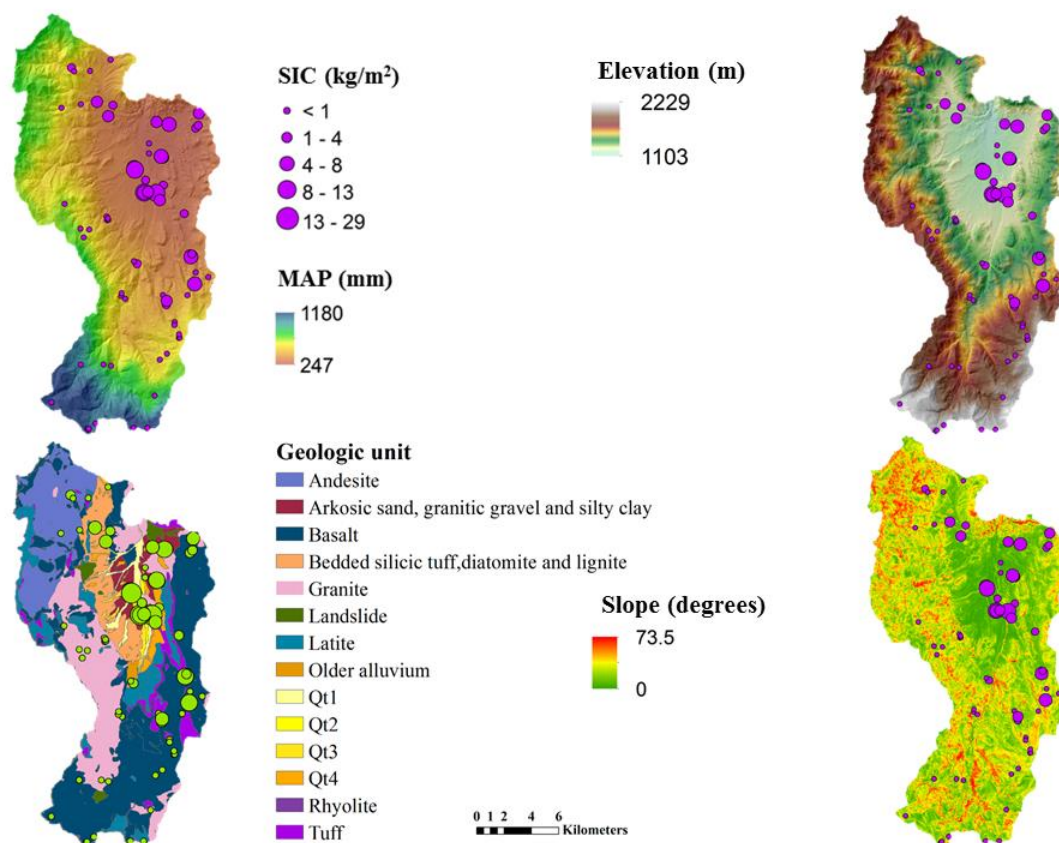 SIC (kg/m²)
< 1
1 - 4
4 - 8
8 - 13
13 - 29
MAP (mm)
1180
247
Elevation (m)
2229
1103
Geologic unit
Andesite
Arkosic sand, granitic gravel and silty clay
Basalt
Bedded silicic tuff,diatomite and lignite
Granite
Landslide
Latite
Older alluvium
Qt1
Qt2
Qt3
Qt4
Rhyolite
Tuff
Slope (degrees)
73.5
0
0 1 2 4 6
Kilometers